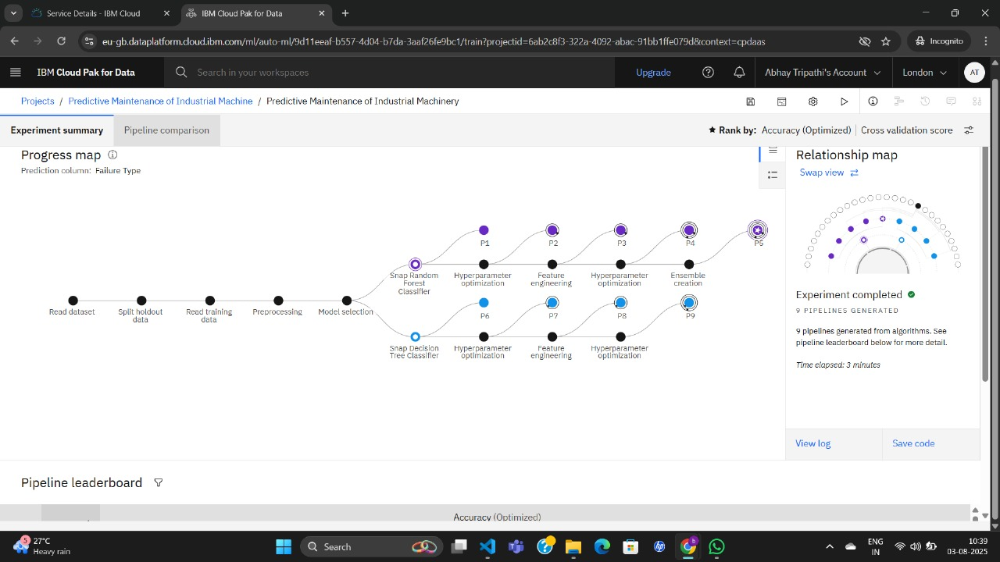 Service Details - IBM Cloud
IBM Cloud Pak for Data
eu-gb.dataplatform.cloud.ibm.com/ml/auto-ml/9d11eeaf-b557-4d04-b7da-3aaf26fe9bc1/train?projectid=6ab2c8f3-322a-4092-abac-91bb1ffe079d&context=cpdaas
Incognito
IBM Cloud Pak for Data
Search in your workspaces
Upgrade
Abhay Tripathi's Account
London
AT
Projects / Predictive Maintenance of Industrial Machine / Predictive Maintenance of Industrial Machinery
Experiment summary
Pipeline comparison
Rank by: Accuracy (Optimized) | Cross validation score
Progress map
Prediction column: Failure Type
P1
P2
P3
P4
P5
Snap Random
Forest
Classifier
Hyperparameter
optimization
Feature
engineering
Hyperparameter
optimization
Ensemble
creation
Read dataset
Split holdout
data
Read training
data
Preprocessing
Model selection
P6
P7
P8
P9
Snap Decision
Tree Classifier
Hyperparameter
optimization
Feature
engineering
Hyperparameter
optimization
Relationship map
Swap view
Experiment completed
9 PIPELINES GENERATED
9 pipelines generated from algorithms. See
pipeline leaderboard below for more detail.
Time elapsed: 3 minutes
View log
Save code
Pipeline leaderboard
Accuracy (Optimized)
5
27°C
Heavy rain
Search
ENG
IN
10:39
03-08-2025